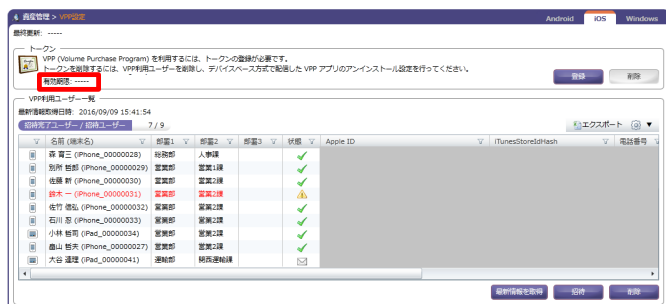 資産管理 > VPP設定
Android iOS Windows
最終更新: -----
トークン
VPP (Volume Purchase Program) を利用するには、トークンの登録が必要です。
トークンを削除するには、VPP利用ユーザーを削除し、デバイスベース方式で配信した VPP アプリのアンインストール設定を行ってください。
有効期限: -----
登録 削除
VPP利用ユーザー一覧
最新情報取得日時: 2016/09/09 15:41:54
招待完了ユーザー / 招待ユーザー 7 / 9
エクスポート
名前 (端末名) 部署1 部署2 部署3 状態 Apple ID iTunesStoreIdHash 電話番号
森 育三 (iPhone_00000028) 総務部 人事課
別所 哲郎 (iPhone_00000029) 営業部 営業1課
佐藤 新 (iPhone_00000030) 営業部 営業2課
鈴木 一 (iPhone_00000031) 営業部 営業2課
佐竹 信弘 (iPhone_00000032) 営業部 営業2課
石川 忍 (iPhone_00000033) 営業部 営業2課
小林 哲司 (iPad_00000034) 営業部 営業2課
畠山 哲夫 (iPhone_00000027) 営業部 営業2課
大谷 道理 (iPad_00000041) 運輸部 関西運輸課
最新情報を取得 招待 削除